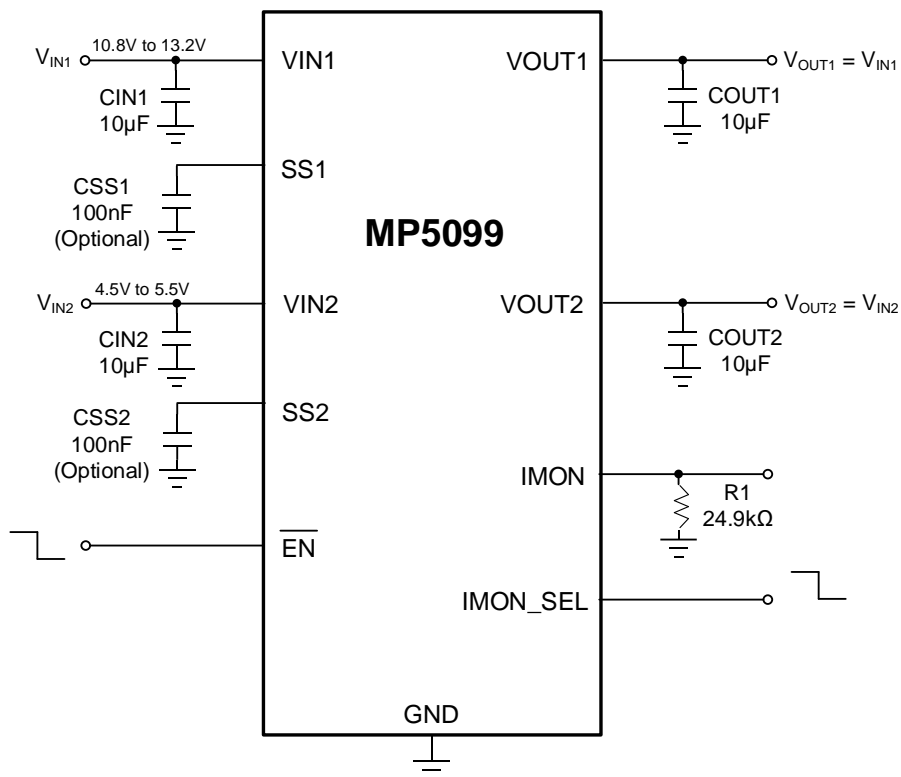 10.8V to 13.2V
VIN1
VIN1
VOUT1
VOUT1 = VIN1
CIN1
10µF
COUT1
10µF
SS1
CSS1
100nF
(Optional)
MP5099
4.5V to 5.5V
VIN2
VIN2
VOUT2
VOUT2 = VIN2
CIN2
10µF
COUT2
10µF
SS2
CSS2
100nF
(Optional)
IMON
R1
24.9kΩ
EN
IMON_SEL
GND